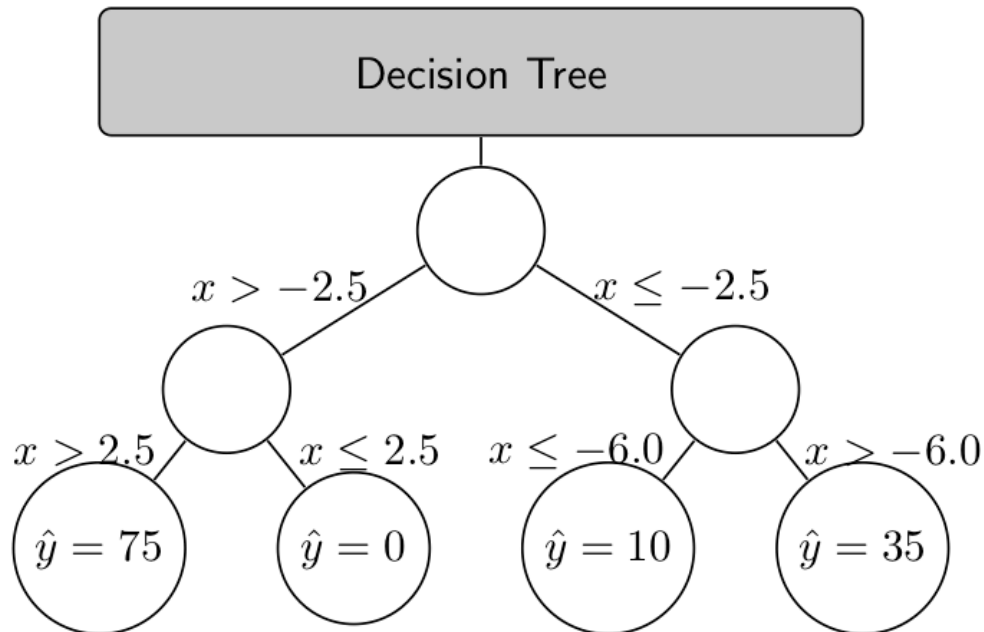 Decision Tree
x > −2.5
x ≤ −2.5
x > 2.5
x ≤ 2.5
x ≤ −6.0
x > −6.0
ŷ = 75
ŷ = 0
ŷ = 10
ŷ = 35